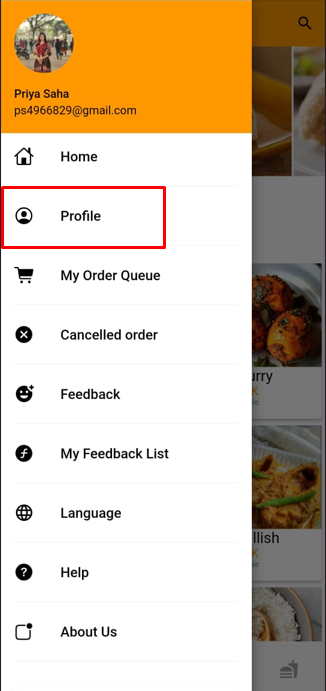 Priya Saha
ps4966829@gmail.com
Home
Profile
My Order Queue
Cancelled order
Feedback
My Feedback List
Language
Help
About Us
urry
K
le
llish
K